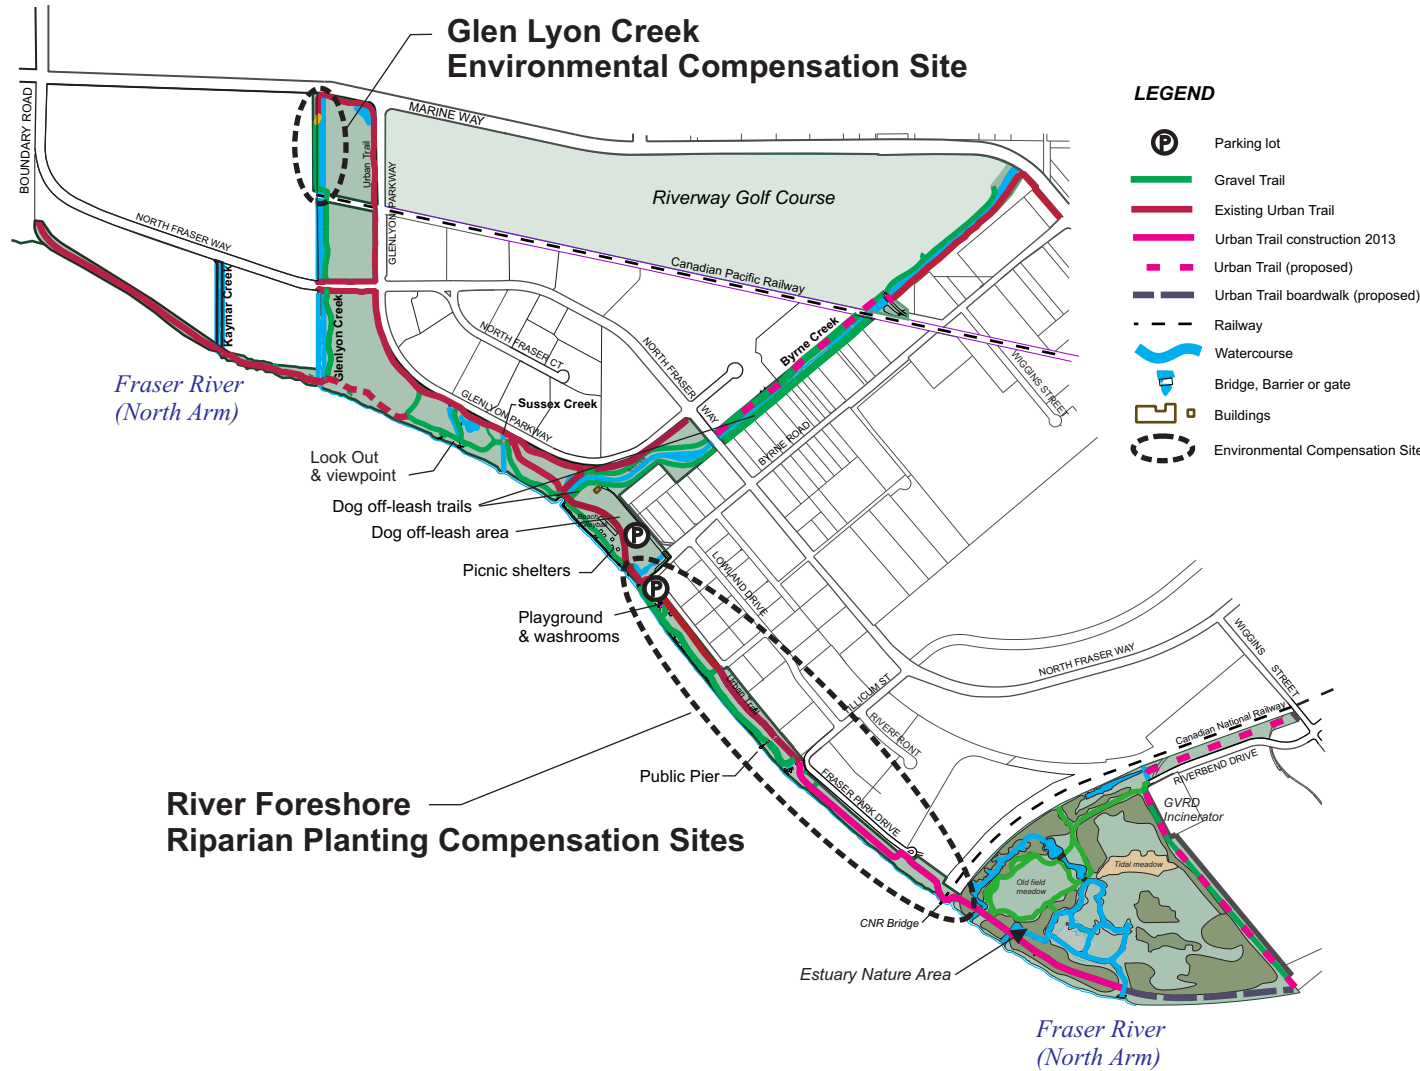 Glen Lyon Creek
Environmental Compensation Site
LEGEND
P
Parking lot
Gravel Trail
Existing Urban Trail
Urban Trail construction 2013
Urban Trail (proposed)
Urban Trail boardwalk (proposed)
Railway
Watercourse
Bridge, Barrier or gate
Buildings
Environmental Compensation Site
BOUNDARY ROAD
MARINE WAY
Urban Trail
GLENLYON PARKWAY
Riverway Golf Course
NORTH FRASER WAY
Canadian Pacific Railway
Kaymar Creek
Glenlyon Creek
NORTH FRASER CT
NORTH FRASER WAY
Byrne Creek
WIGGINS STREET
Fraser River
(North Arm)
GLENLYON PARKWAY
Sussex Creek
BYRNE ROAD
Look Out
& viewpoint
Dog off-leash trails
Dog off-leash area
Beach
P
Picnic shelters
P
LOWLAND DRIVE
Playground
& washrooms
NORTH FRASER WAY
WIGGINS STREET
Urban Trail
TILLICUM ST
RIVERFRONT
Canadian National Railway
Public Pier
FRASER PARK DRIVE
RIVERBEND DRIVE
River Foreshore
Riparian Planting Compensation Sites
GVRD
Incinerator
Tidal meadow
Old field
meadow
CNR Bridge
Estuary Nature Area
Fraser River
(North Arm)